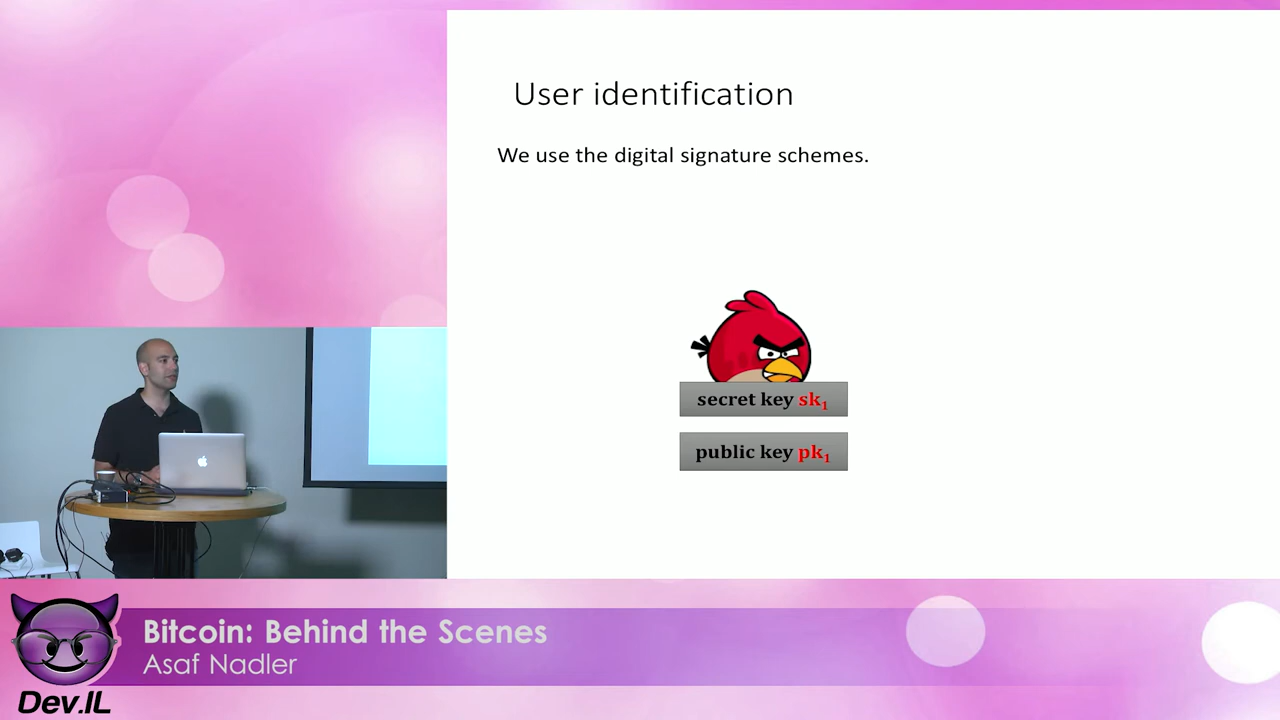 User identification
We use the digital signature schemes.
secret key sk₁
public key pk₁
Bitcoin: Behind the Scenes
Asaf Nadler
Dev.IL